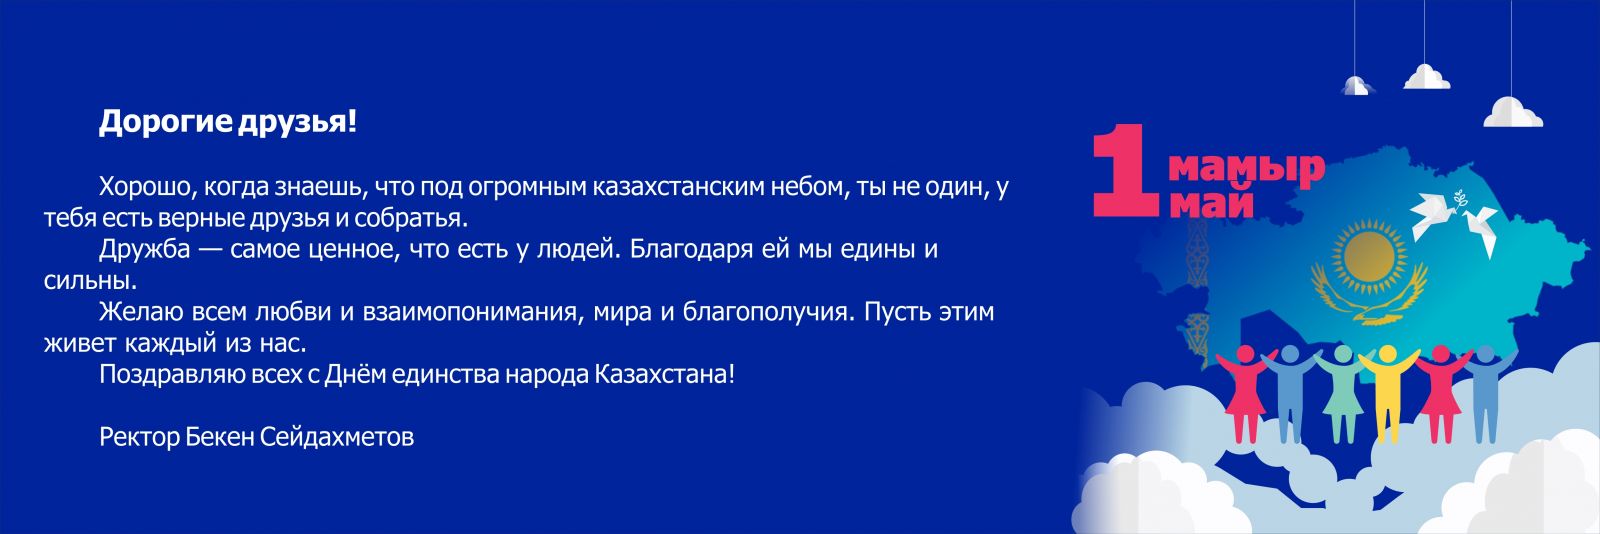 Дорогие друзья!
Хорошо, когда знаешь, что под огромным казахстанским небом, ты не один, у
тебя есть верные друзья и собратья.
Дружба — самое ценное, что есть у людей. Благодаря ей мы едины и
сильны.
Желаю всем любви и взаимопонимания, мира и благополучия. Пусть этим
живет каждый из нас.
Поздравляю всех с Днём единства народа Казахстана!
Ректор Бекен Сейдахметов
1 мамыр
май